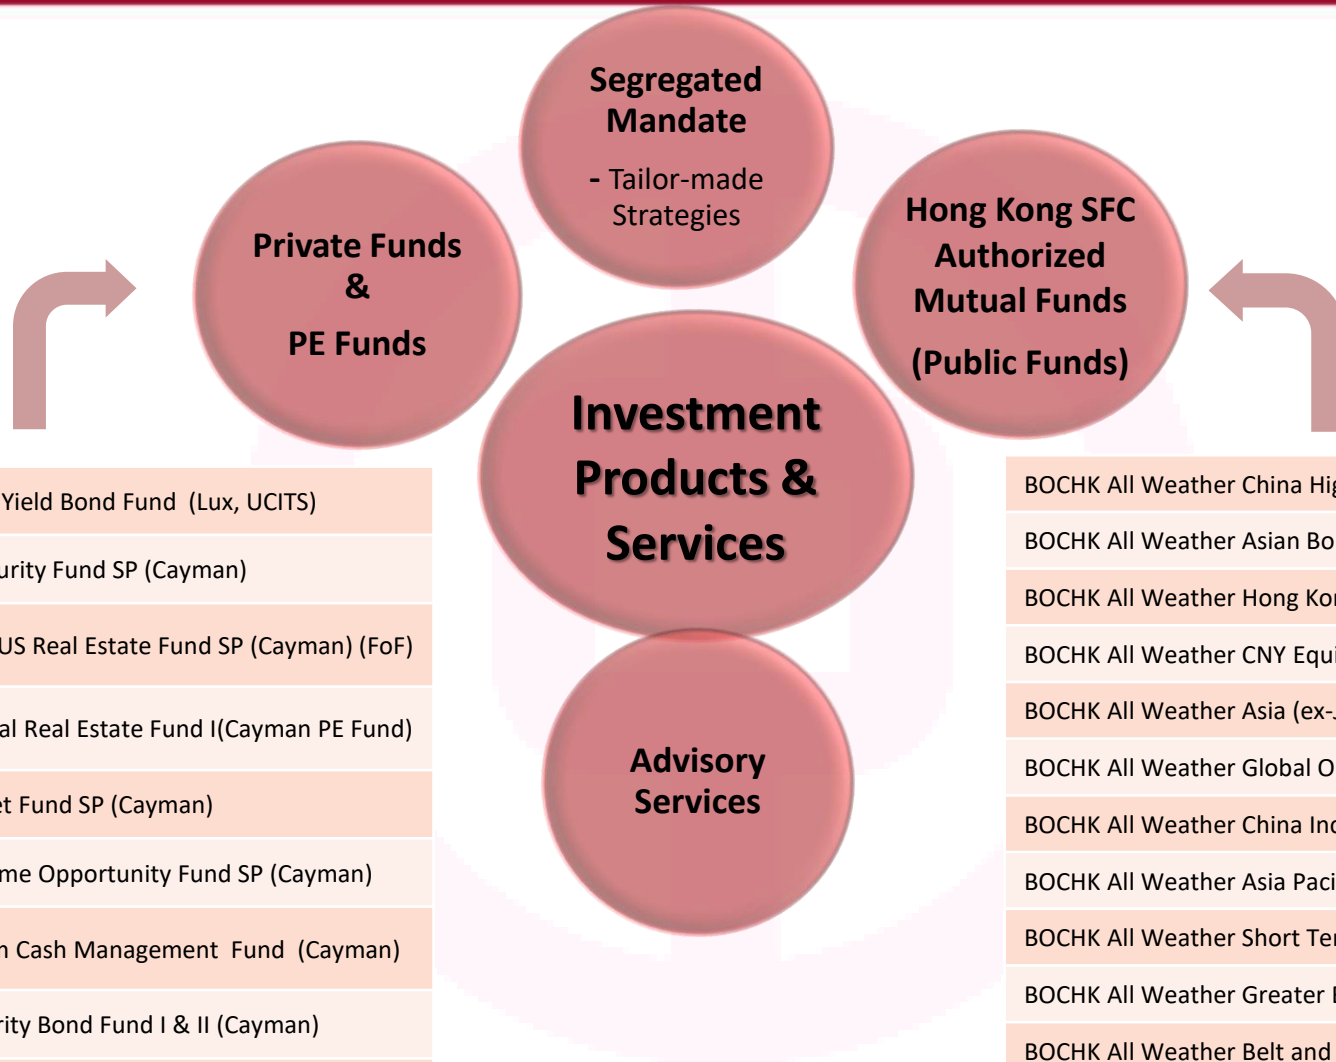 Segregated
Mandate
- Tailor-made
Strategies
Private Funds
&
PE Funds
Hong Kong SFC
Authorized
Mutual Funds
(Public Funds)
Investment
Products &
Services
Advisory
Services
Yield Bond Fund (Lux, UCITS)
urity Fund SP (Cayman)
US Real Estate Fund SP (Cayman) (FoF)
al Real Estate Fund I(Cayman PE Fund)
et Fund SP (Cayman)
me Opportunity Fund SP (Cayman)
n Cash Management Fund (Cayman)
rity Bond Fund I & II (Cayman)
BOCHK All Weather China Hig
BOCHK All Weather Asian Bo
BOCHK All Weather Hong Kor
BOCHK All Weather CNY Equi
BOCHK All Weather Asia (ex-J
BOCHK All Weather Global O
BOCHK All Weather China Inc
BOCHK All Weather Asia Paci
BOCHK All Weather Short Ter
BOCHK All Weather Greater
BOCHK All Weather Belt and